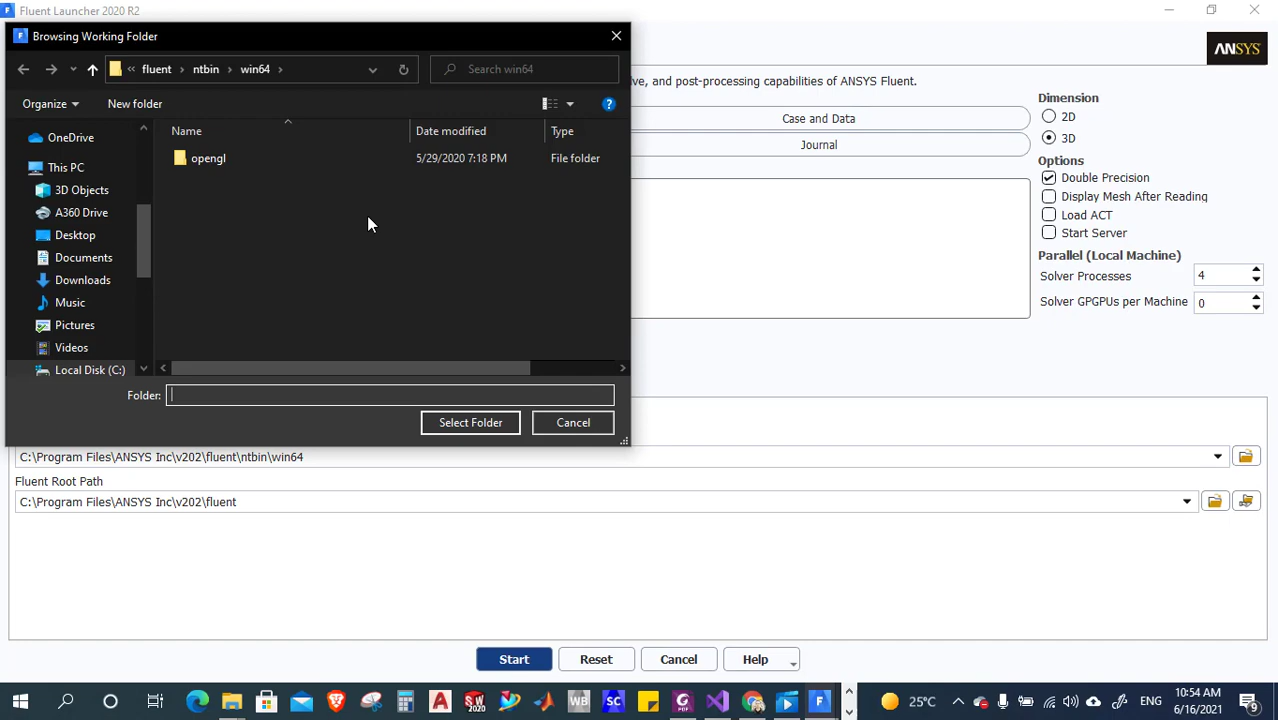 Fluent Launcher 2020 R2
Browsing Working Folder
fluent
ntbin
win64
Search win64
ANSYS
ve, and post-processing capabilities of ANSYS Fluent.
Organize
New folder
Dimension
Case and Data
2D
Journal
3D
Name
Date modified
Type
OneDrive
opengl
5/29/2020 7:18 PM
File folder
This PC
3D Objects
A360 Drive
Desktop
Documents
Downloads
Music
Pictures
Videos
Local Disk (C:)
Options
Double Precision
Display Mesh After Reading
Load ACT
Start Server
Parallel (Local Machine)
Solver Processes
4
Solver GPGPUs per Machine
0
Folder:
Select Folder
Cancel
C:\Program Files\ANSYS Inc\v202\fluent\ntbin\win64
Fluent Root Path
C:\Program Files\ANSYS Inc\v202\fluent
Start
Reset
Cancel
Help
25°C
ENG
10:54 AM
6/16/2021
9
A
SW
2020
WB
SC
PDF
F